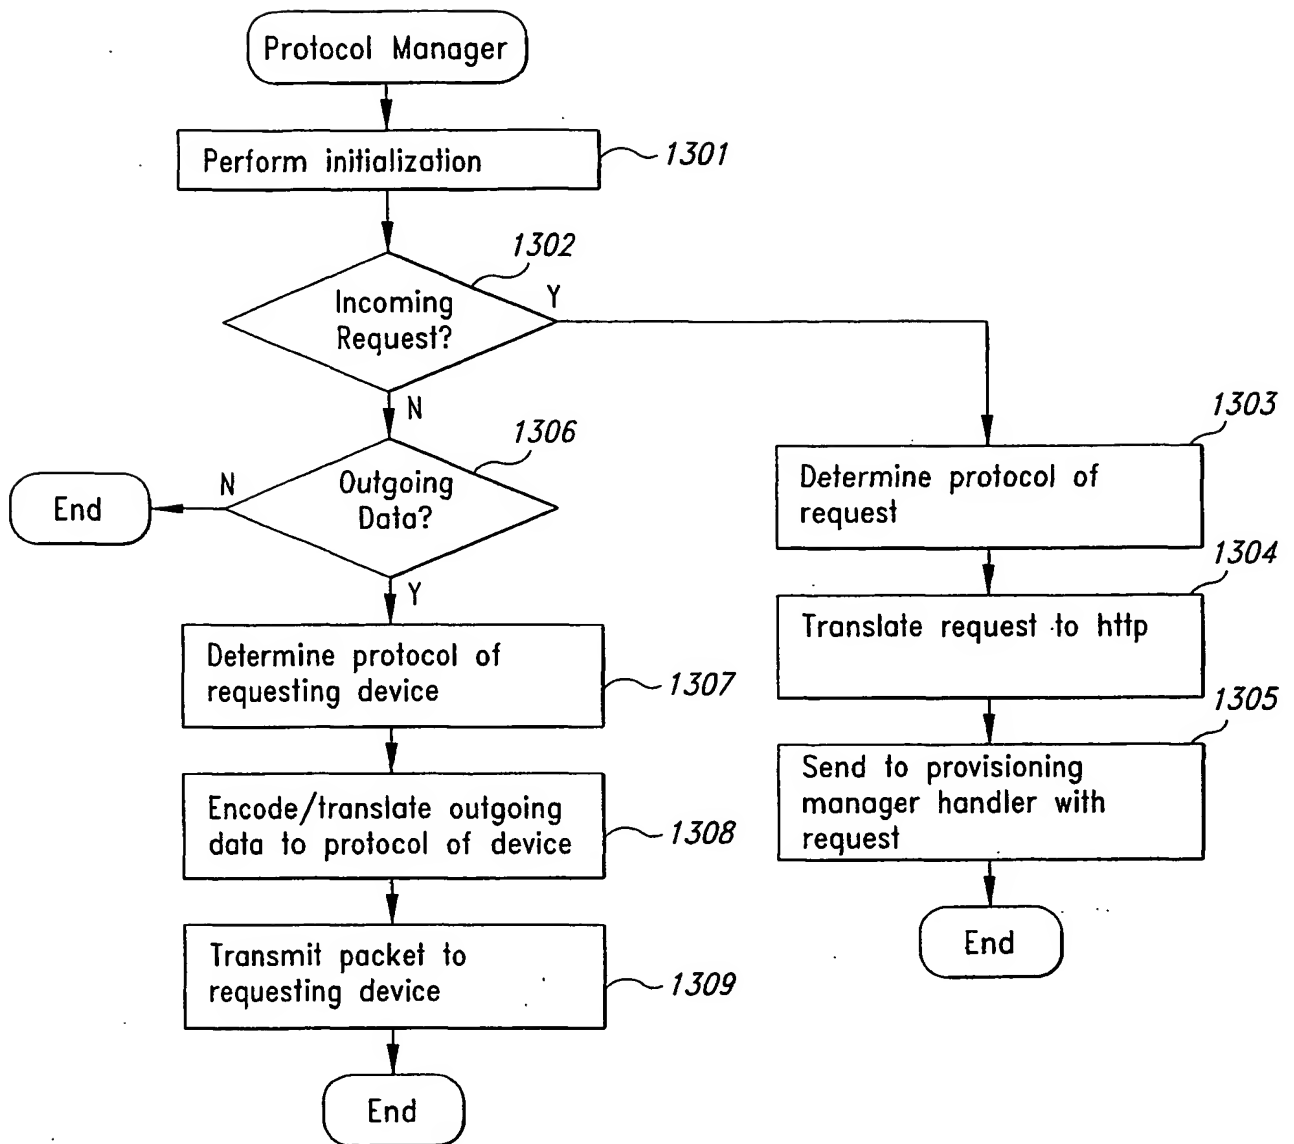 Protocol Manager
Perform initialization
1301
1302
Incoming
Request?
Y
N
1306
Outgoing
Data?
N
End
Y
Determine protocol of
requesting device
1307
Encode/translate outgoing
data to protocol of device
1308
Transmit packet to
requesting device
1309
End
1303
Determine protocol of
request
1304
Translate request to http
1305
Send to provisioning
manager handler with
request
End